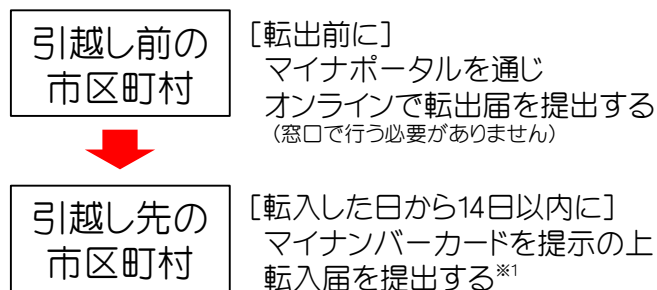 引越し前の
市区町村
[転出前に]
マイナポータルを通じ
オンラインで転出届を提出する
（窓口で行う必要がありません）
引越し先の
市区町村
[転入した日から14日以内に]
マイナンバーカードを提示の上
転入届を提出する※1